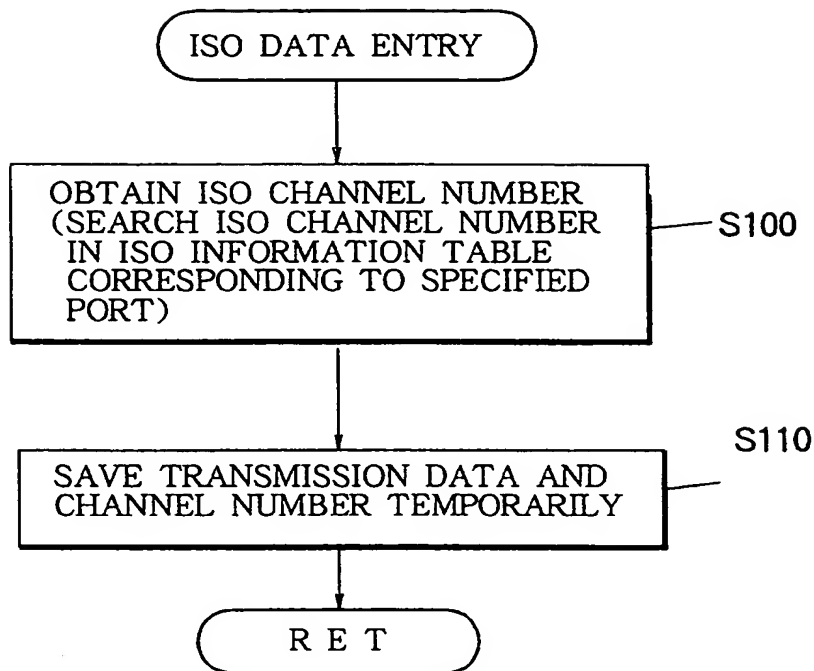 ISO DATA ENTRY
OBTAIN ISO CHANNEL NUMBER
(SEARCH ISO CHANNEL NUMBER
IN ISO INFORMATION TABLE
CORRESPONDING TO SPECIFIED
PORT)
S100
S110
SAVE TRANSMISSION DATA AND
CHANNEL NUMBER TEMPORARILY
R E T